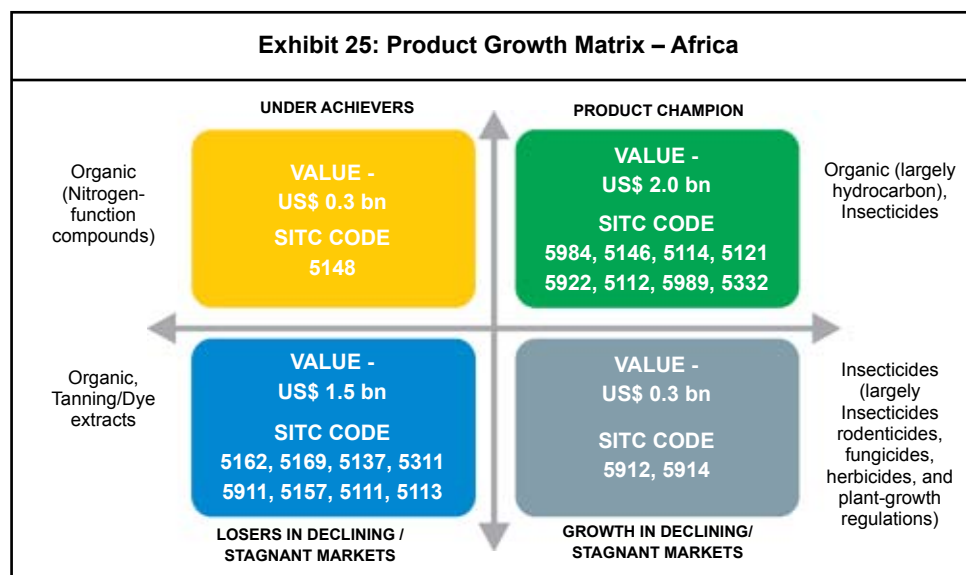 Exhibit 25: Product Growth Matrix – Africa
UNDER ACHIEVERS
PRODUCT CHAMPION
Organic
(Nitrogen-
function
compounds)
VALUE -
US$ 0.3 bn
SITC CODE
5148
VALUE -
US$ 2.0 bn
SITC CODE
5984, 5146, 5114, 5121
5922, 5112, 5989, 5332
Organic (largely
hydrocarbon),
Insecticides
Organic,
Tanning/Dye
extracts
VALUE -
US$ 1.5 bn
SITC CODE
5162, 5169, 5137, 5311
5911, 5157, 5111, 5113
VALUE -
US$ 0.3 bn
SITC CODE
5912, 5914
Insecticides
(largely
Insecticides
rodenticides,
fungicides,
herbicides, and
plant-growth
regulations)
LOSERS IN DECLINING /
STAGNANT MARKETS
GROWTH IN DECLINING/
STAGNANT MARKETS